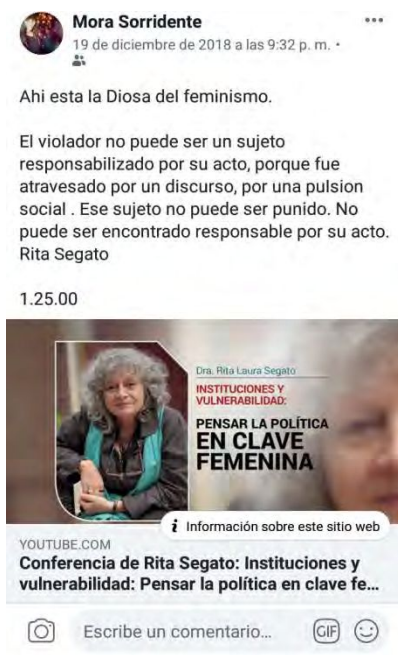 Mora Sorridente
19 de diciembre de 2018 a las 9:32 p. m. •
Ahi esta la Diosa del feminismo.
El violador no puede ser un sujeto
responsabilizado por su acto, porque fue
atravesado por un discurso, por una pulsion
social . Ese sujeto no puede ser punido. No
puede ser encontrado responsable por su acto.
Rita Segato
1.25.00
Dra. Rita Laura Segato
INSTITUCIONES Y
VULNERABILIDAD:
PENSAR LA POLÍTICA
EN CLAVE
FEMENINA
i Información sobre este sitio web
YOUTUBE.COM
Conferencia de Rita Segato: Instituciones y
vulnerabilidad: Pensar la política en clave fe...
Escribe un comentario...
GIF